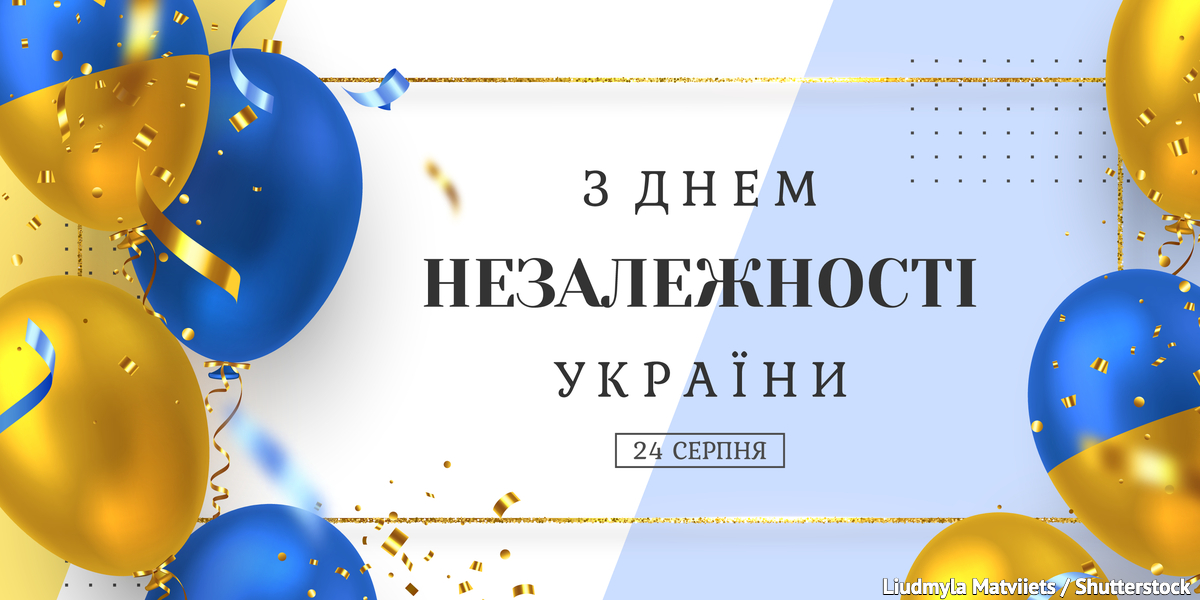 З ДНЕМ
НЕЗАЛЕЖНОСТІ
УКРАЇНИ
24 СЕРПНЯ
Liudmyla Matviiets / Shutterstock